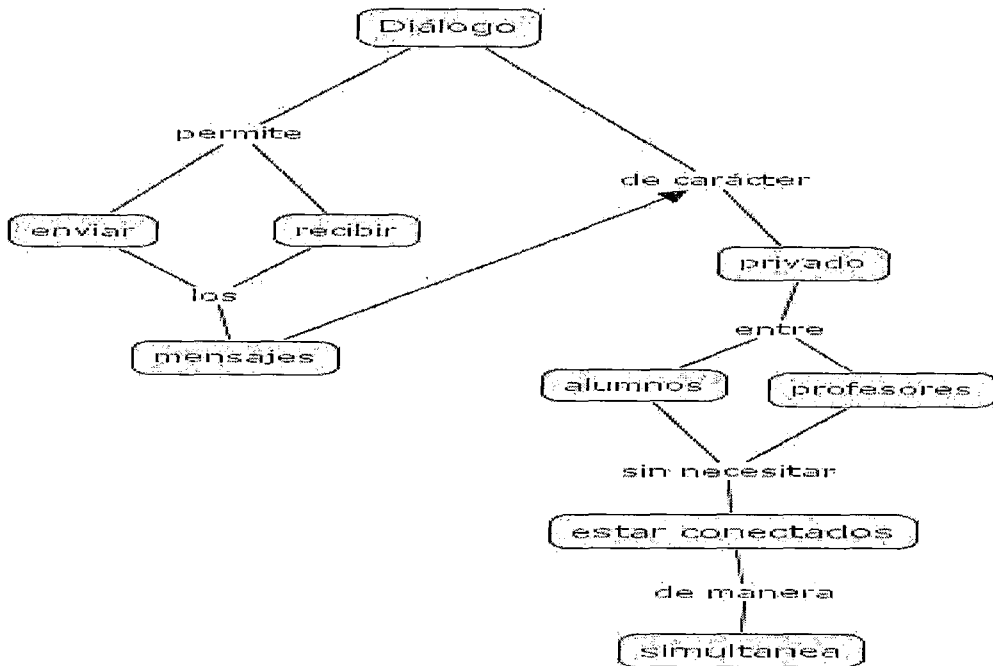 Diálogo
permite
de carácter
enviar
recibir
privado
los
entre
mensajes
alumnos
profesores
sin necesitar
estar conectados
de manera
simultanea